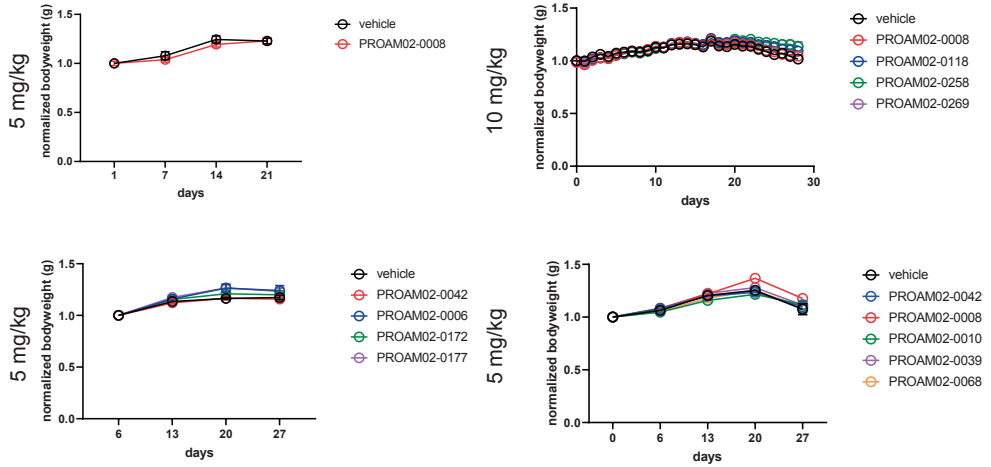 5 mg/kg
normalized bodyweight (g)
1.5
1.0
0.5
0.0
1 7 14 21
days
vehicle
PROAM02-0008
10 mg/kg
normalized bodyweight (g)
1.5
1.0
0.5
0.0
0 10 20 30
days
vehicle
PROAM02-0008
PROAM02-0118
PROAM02-0258
PROAM02-0269
5 mg/kg
normalized bodyweight (g)
1.5
1.0
0.5
0.0
6 13 20 27
days
vehicle
PROAM02-0042
PROAM02-0006
PROAM02-0172
PROAM02-0177
5 mg/kg
normalized bodyweight (g)
1.5
1.0
0.5
0.0
0 6 13 20 27
days
vehicle
PROAM02-0042
PROAM02-0008
PROAM02-0010
PROAM02-0039
PROAM02-0068